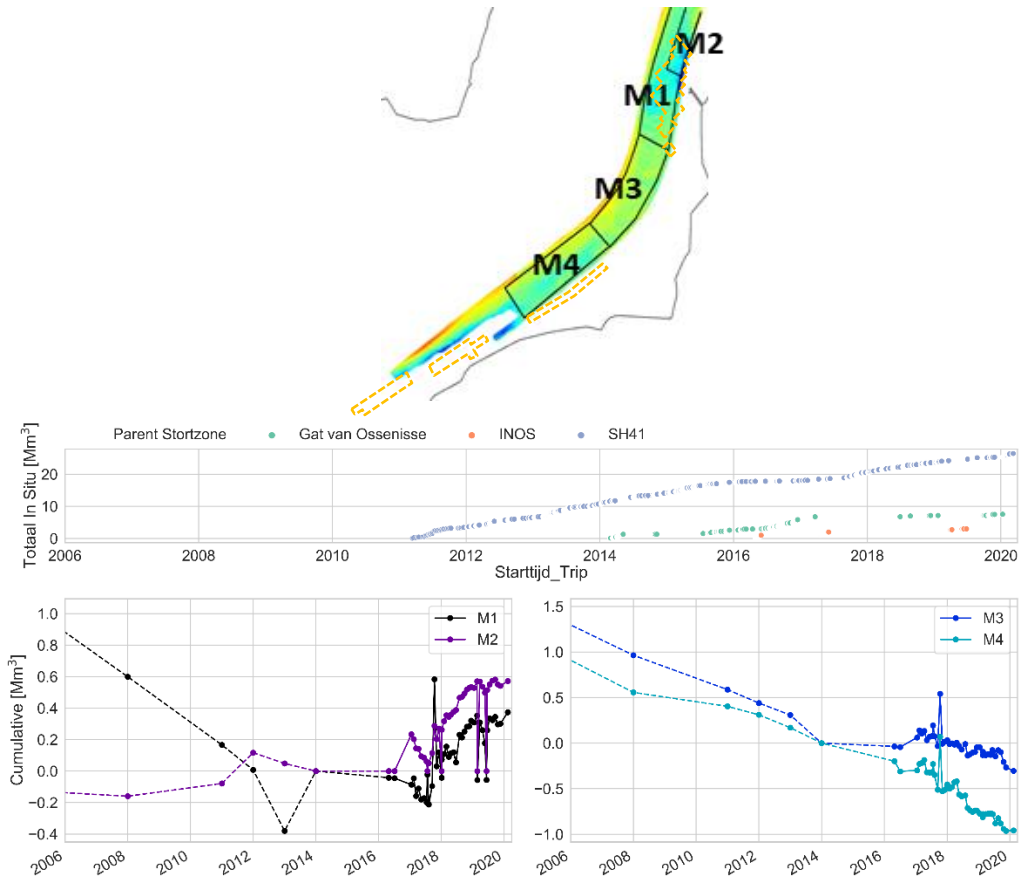 M2
M1
M3
M4
Parent Stortzone Gat van Ossenisse INOS SH41
Totaal In Situ [Mm³]
20
10
0
2006 2008 2010 2012 2014 2016 2018 2020
Starttijd_Trip
Cumulative [Mm³]
1.0
0.8
0.6
0.4
0.2
0.0
−0.2
−0.4
M1
M2
2006 2008 2010 2012 2014 2016 2018 2020
1.5
1.0
0.5
0.0
−0.5
−1.0
M3
M4
2006 2008 2010 2012 2014 2016 2018 2020